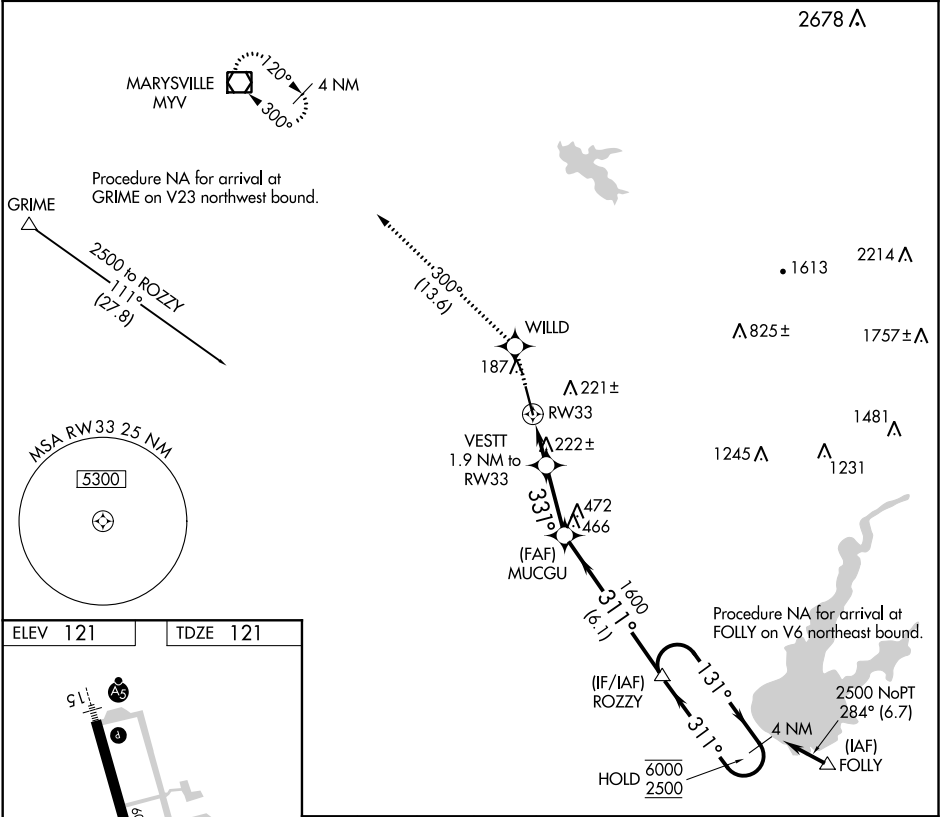 2678
MARYSVILLE
MYV
120°
4 NM
300°
Procedure NA for arrival at
GRIME on V23 northwest bound.
GRIME
2500 to ROZZY
111°
(27.8)
300°
(13.6)
WILLD
187
221±
RW33
VESTT
1.9 NM to
RW33
222±
331°
472
466
(FAF)
MUCGU
1613
2214
825±
1757±
1481
1245
1231
MSA RW33 25 NM
5300
1600
311°
(6.1)
Procedure NA for arrival at
FOLLY on V6 northeast bound.
(IF/IAF)
ROZZY
131°
311°
4 NM
2500 NoPT
284° (6.7)
(IAF)
FOLLY
HOLD 6000
2500
ELEV 121
TDZE 121
15
A5
P